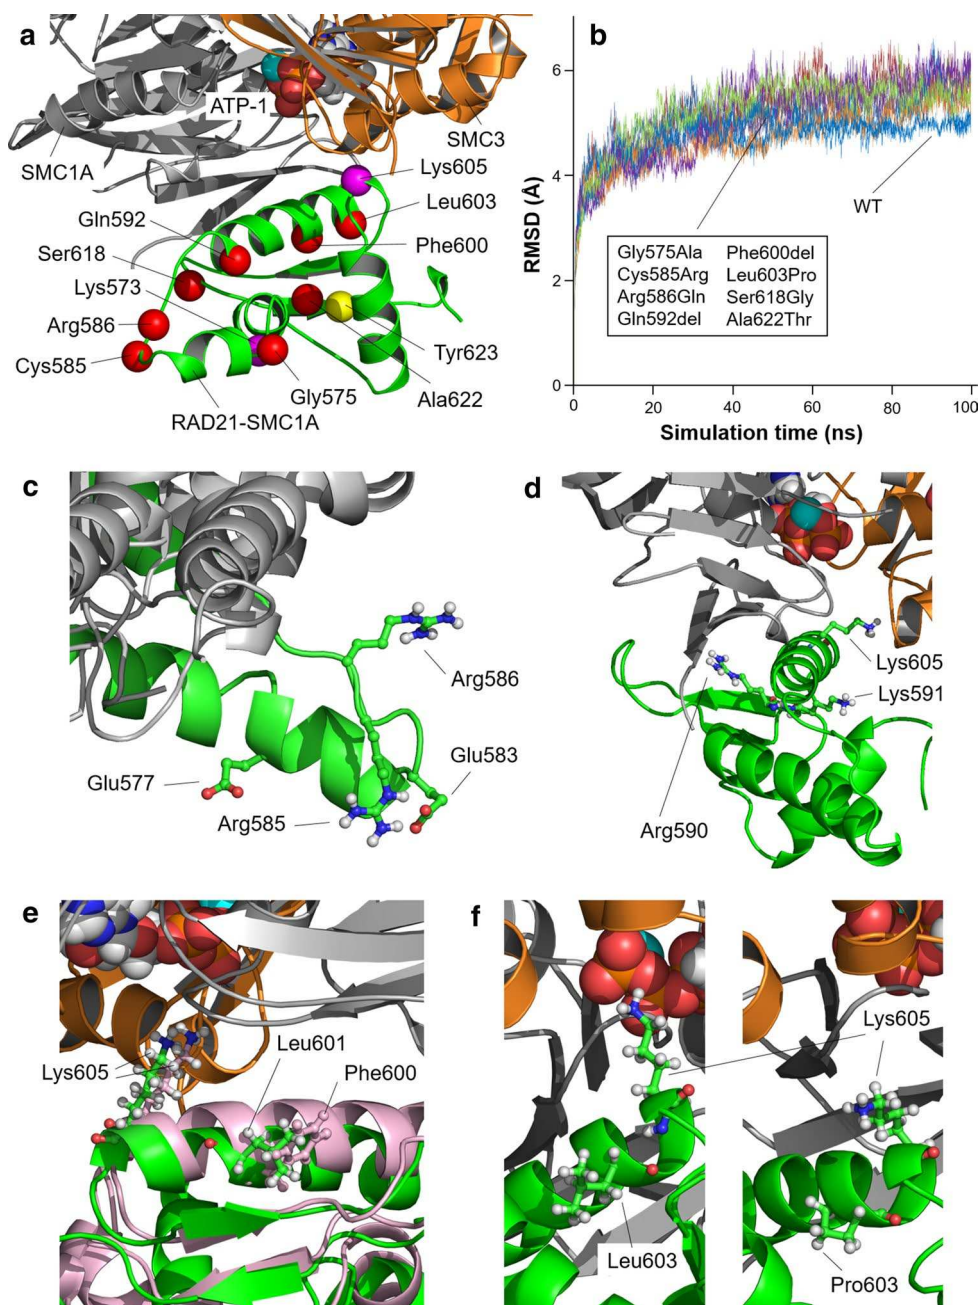 a
ATP-1
SMC1A
SMC3
Lys605
Leu603
Gln592
Phe600
Ser618
Lys573
Arg586
Cys585
Tyr623
Gly575
Ala622
RAD21-SMC1A
b
6
4
2
0
RMSD (Å)
WT
Gly575Ala Phe600del
Cys585Arg Leu603Pro
Arg586Gln Ser618Gly
Gln592del Ala622Thr
0 20 40 60 80 100
Simulation time (ns)
c
Arg586
Glu583
Glu577
Arg585
d
Lys605
Lys591
Arg590
e
Leu601
Lys605
Phe600
f
Lys605
Leu603
Pro603